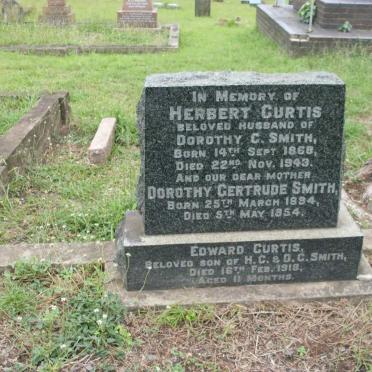 In Memory of
Herbert Curtis
beloved husband of
Dorothy G. Smith,
Born 14th Sept. 1868,
Died 22nd Nov. 1943.
And our dear mother
Dorothy Gertrude Smith,
Born 25th March 1884,
Died 5th May 1954.
Edward Curtis,
Beloved son of H.C. & D.G. Smith,
Died 16th Feb. 1918,
Aged 11 Months.